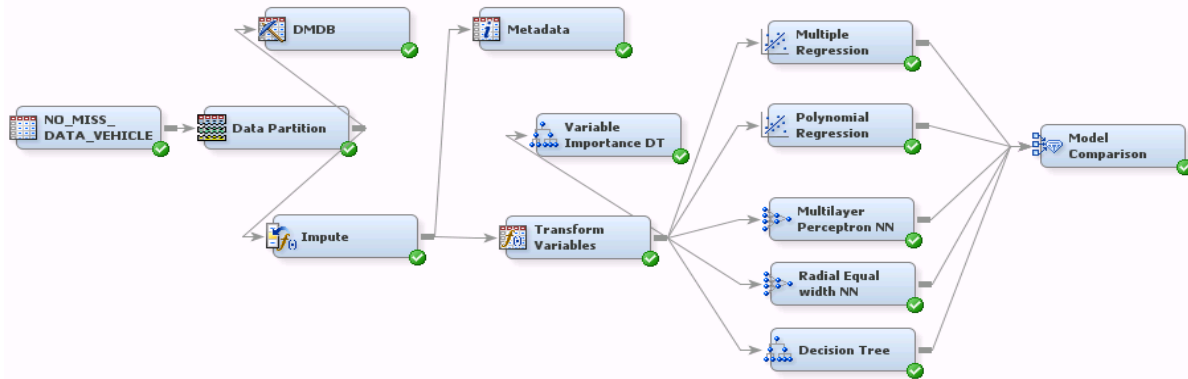 DMDB
Metadata
Multiple
Regression
NO_MISS_
DATA_VEHICLE
Data Partition
Variable
Importance DT
Polynomial
Regression
Model
Comparison
Impute
Transform
Variables
Multilayer
Perceptron NN
Radial Equal
width NN
Decision Tree